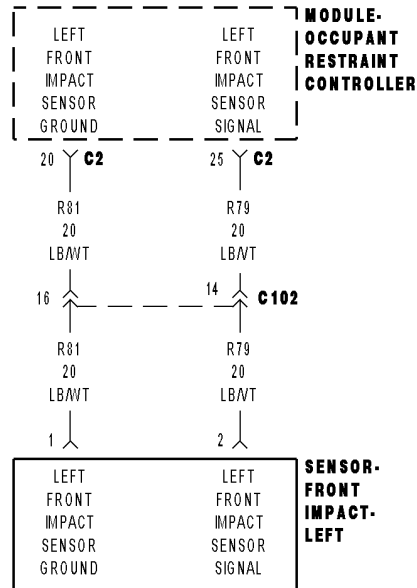 MODULE-
OCCUPANT
RESTRAINT
CONTROLLER
LEFT
FRONT
IMPACT
SENSOR
GROUND
LEFT
FRONT
IMPACT
SENSOR
SIGNAL
20 C2
25 C2
R81
20
LB/WT
R79
20
LB/VT
16
14 C102
R81
20
LB/WT
R79
20
LB/VT
1
2
SENSOR-
FRONT
IMPACT-
LEFT
LEFT
FRONT
IMPACT
SENSOR
GROUND
LEFT
FRONT
IMPACT
SENSOR
SIGNAL